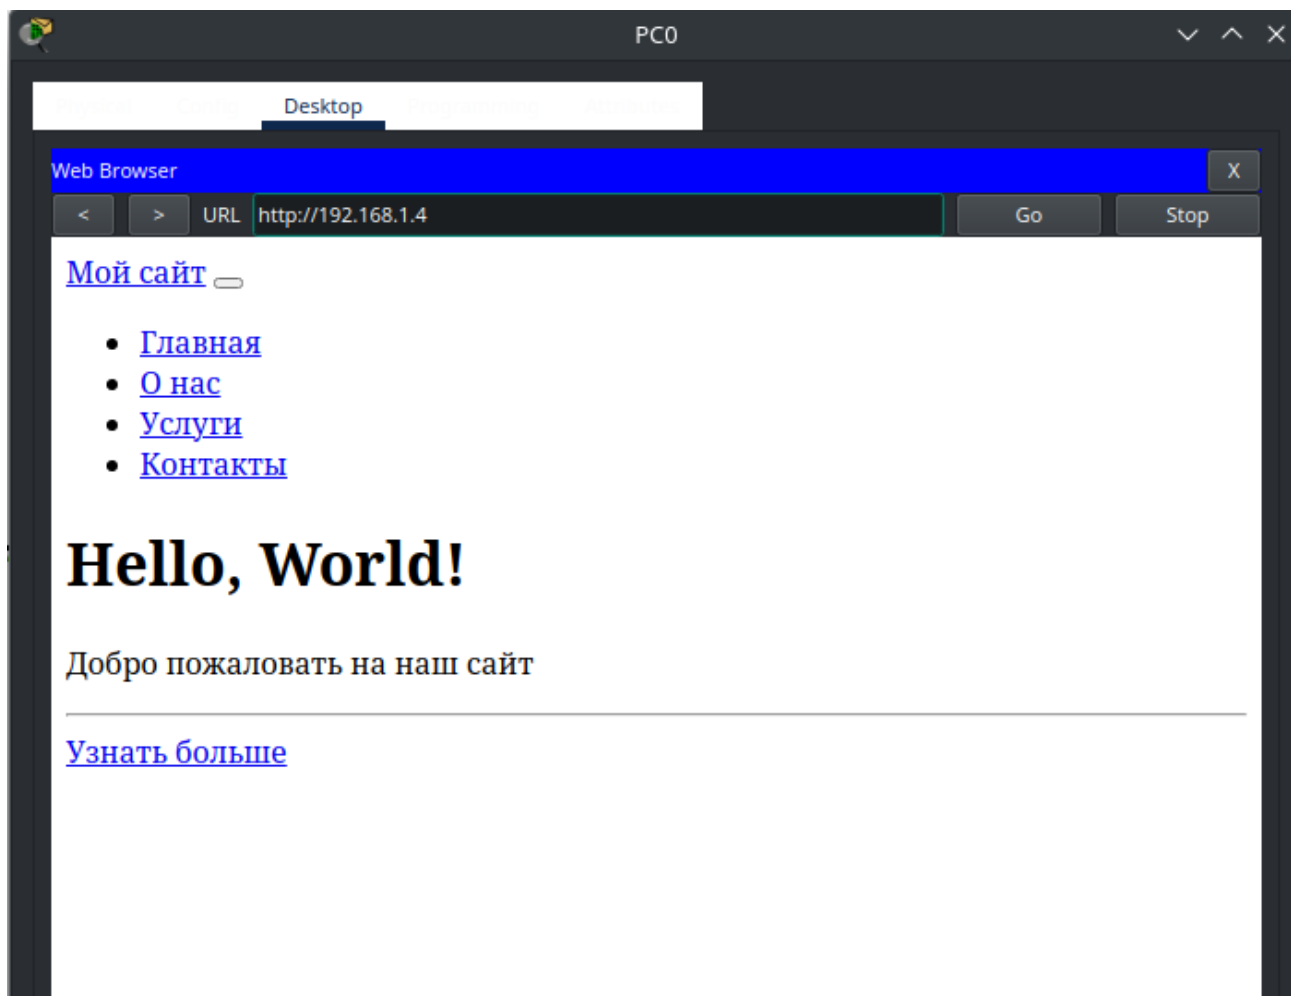 PC0
Desktop
Web Browser
X
< > URL http://192.168.1.4 Go Stop
Мой сайт
Главная
О нас
Услуги
Контакты
Hello, World!
Добро пожаловать на наш сайт
Узнать больше